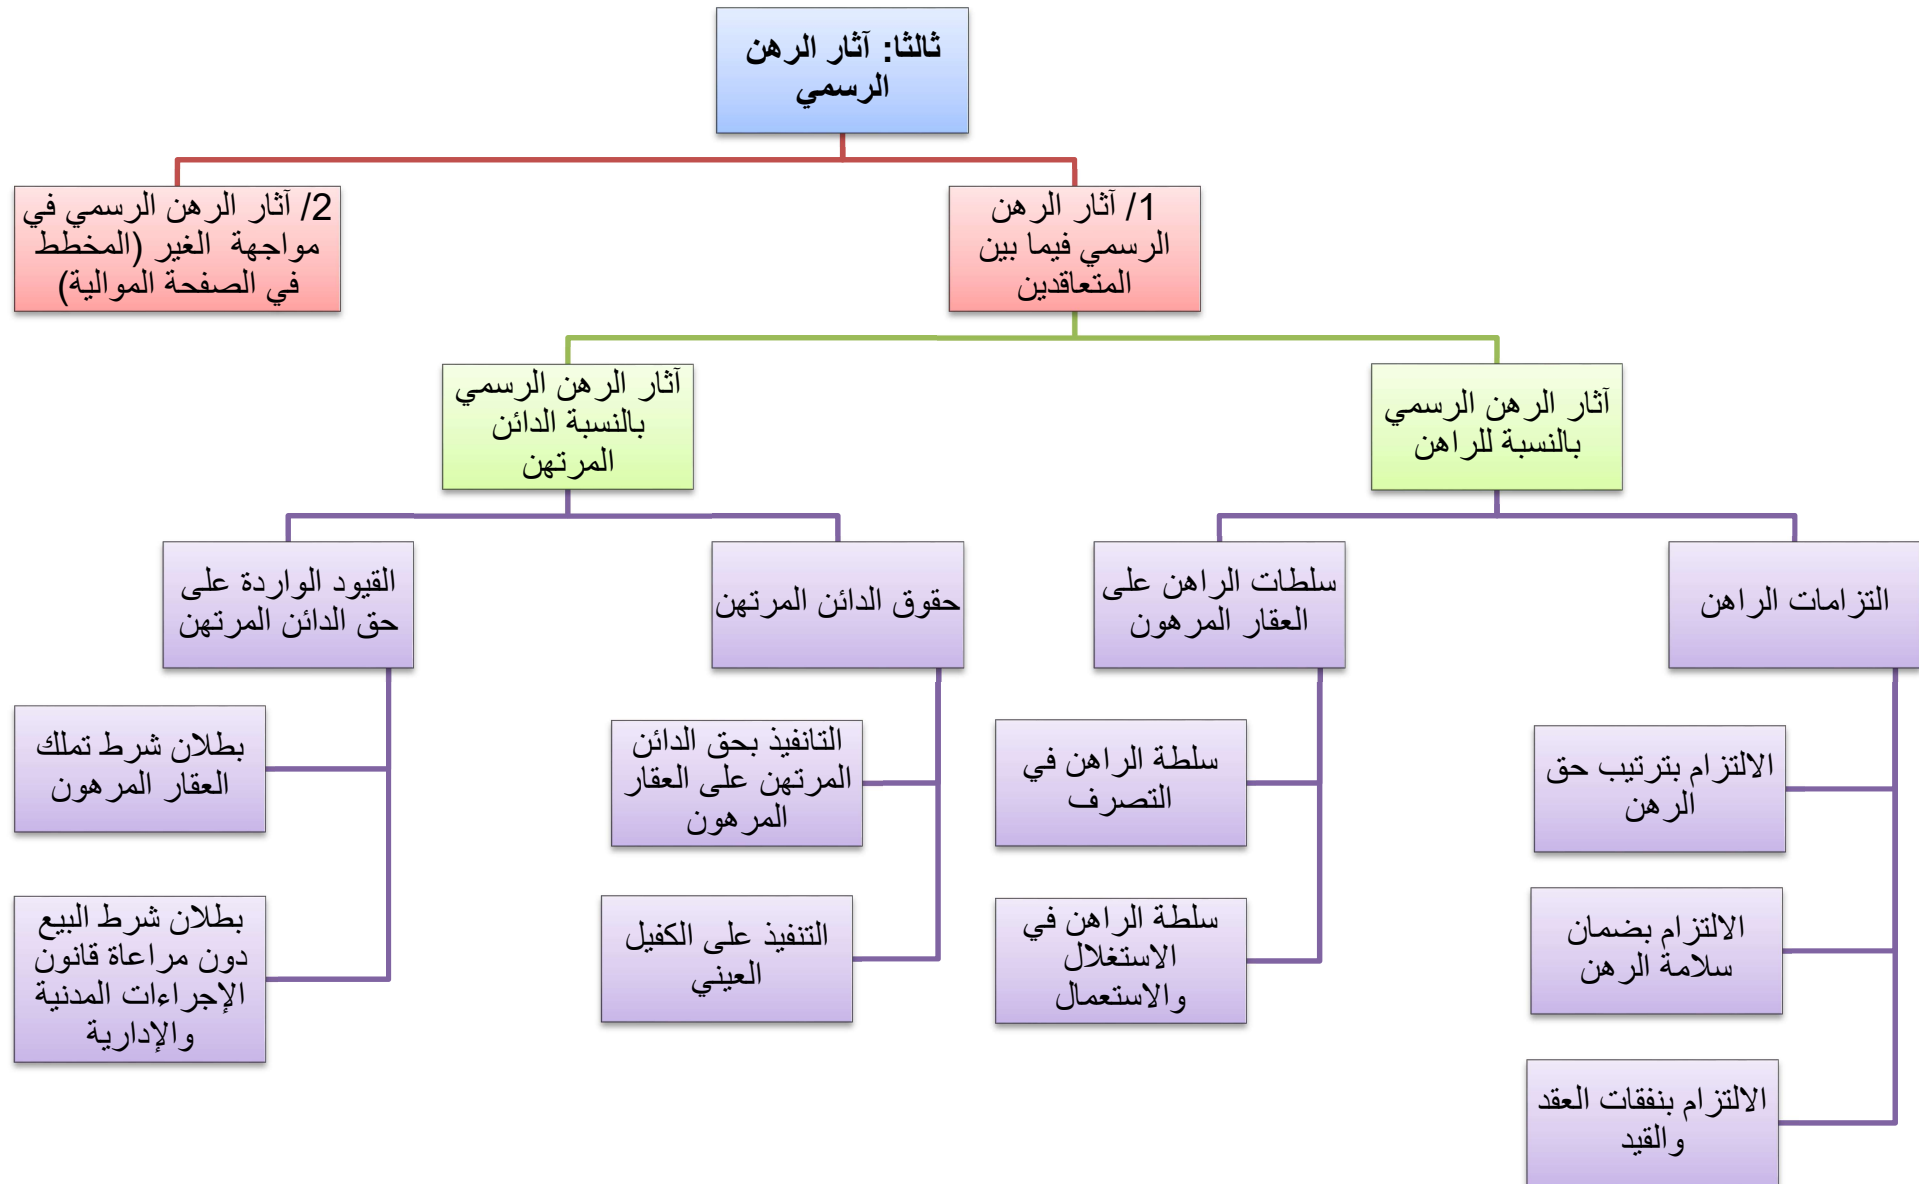 ثالثا: آثار الرهن
الرسمي
1/ آثار الرهن
الرسمي فيما بين
المتعاقدين
2/ آثار الرهن الرسمي في
مواجهة الغير (المخطط
في الصفحة الموالية)
آثار الرهن الرسمي
بالنسبة للراهن
آثار الرهن الرسمي
بالنسبة الدائن
المرتهن
التزامات الراهن
سلطات الراهن على
العقار المرهون
حقوق الدائن المرتهن
القيود الواردة على
حق الدائن المرتهن
الالتزام بترتيب حق
الرهن
الالتزام بضمان
سلامة الرهن
الالتزام بنفقات العقد
والقيد
سلطة الراهن في
التصرف
سلطة الراهن في
الاستغلال
والاستعمال
التانفيذ بحق الدائن
المرتهن على العقار
المرهون
التنفيذ على الكفيل
العيني
بطلان شرط تملك
العقار المرهون
بطلان شرط البيع
دون مراعاة قانون
الإجراءات المدنية
والإدارية